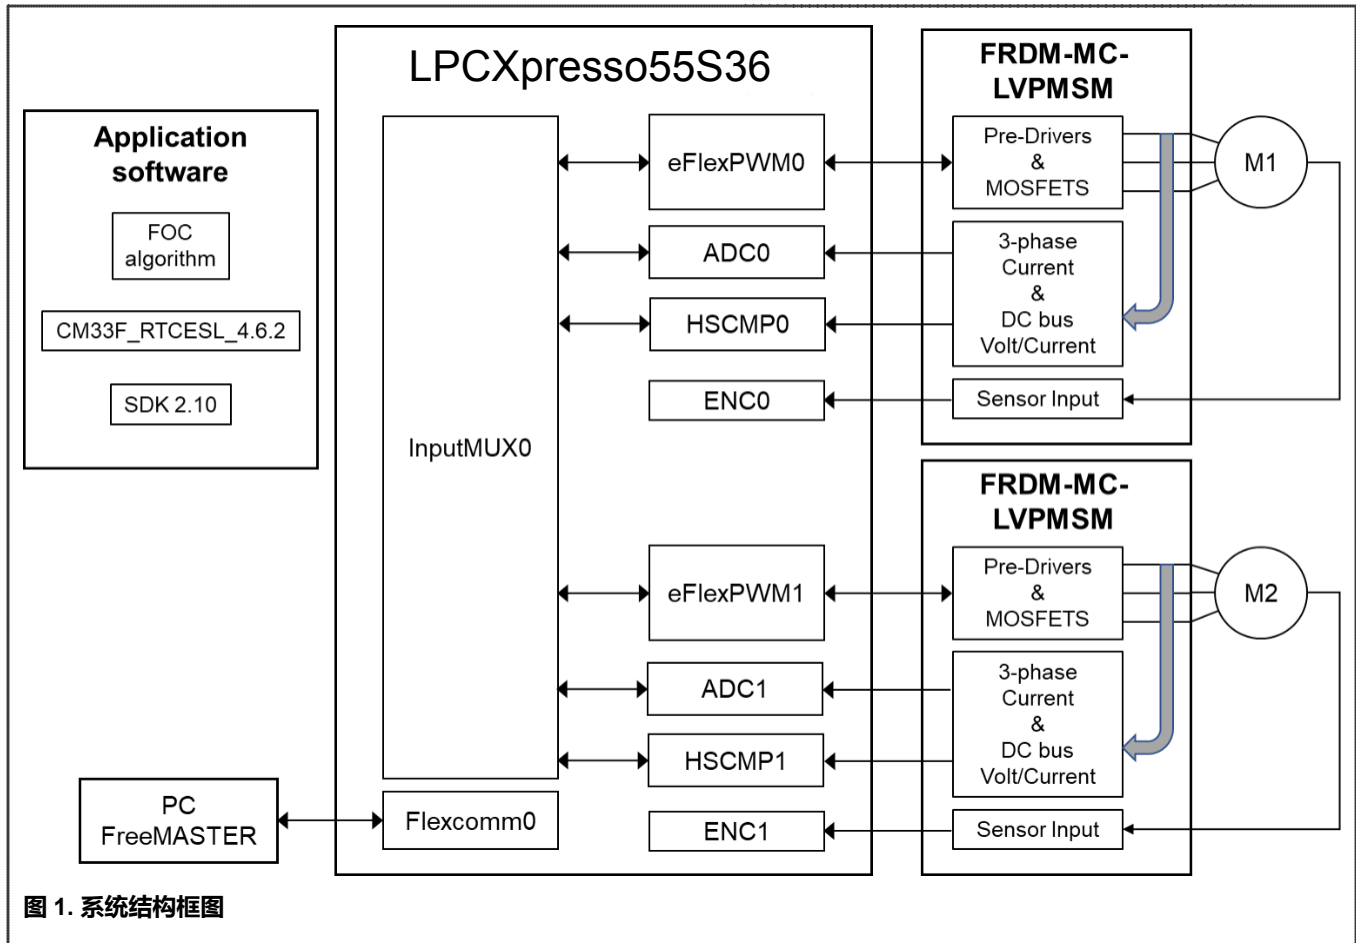 Application
software
FOC
algorithm
CM33F_RTCESL_4.6.2
SDK 2.10
PC
FreeMASTER
LPCXpresso55S36
InputMUX0
Flexcomm0
eFlexPWM0
ADC0
HSCMP0
ENC0
eFlexPWM1
ADC1
HSCMP1
ENC1
FRDM-MC-
LVPMSM
Pre-Drivers
&
MOSFETS
3-phase
Current
&
DC bus
Volt/Current
Sensor Input
M1
FRDM-MC-
LVPMSM
Pre-Drivers
&
MOSFETS
3-phase
Current
&
DC bus
Volt/Current
Sensor Input
M2
图 1. 系统结构框图